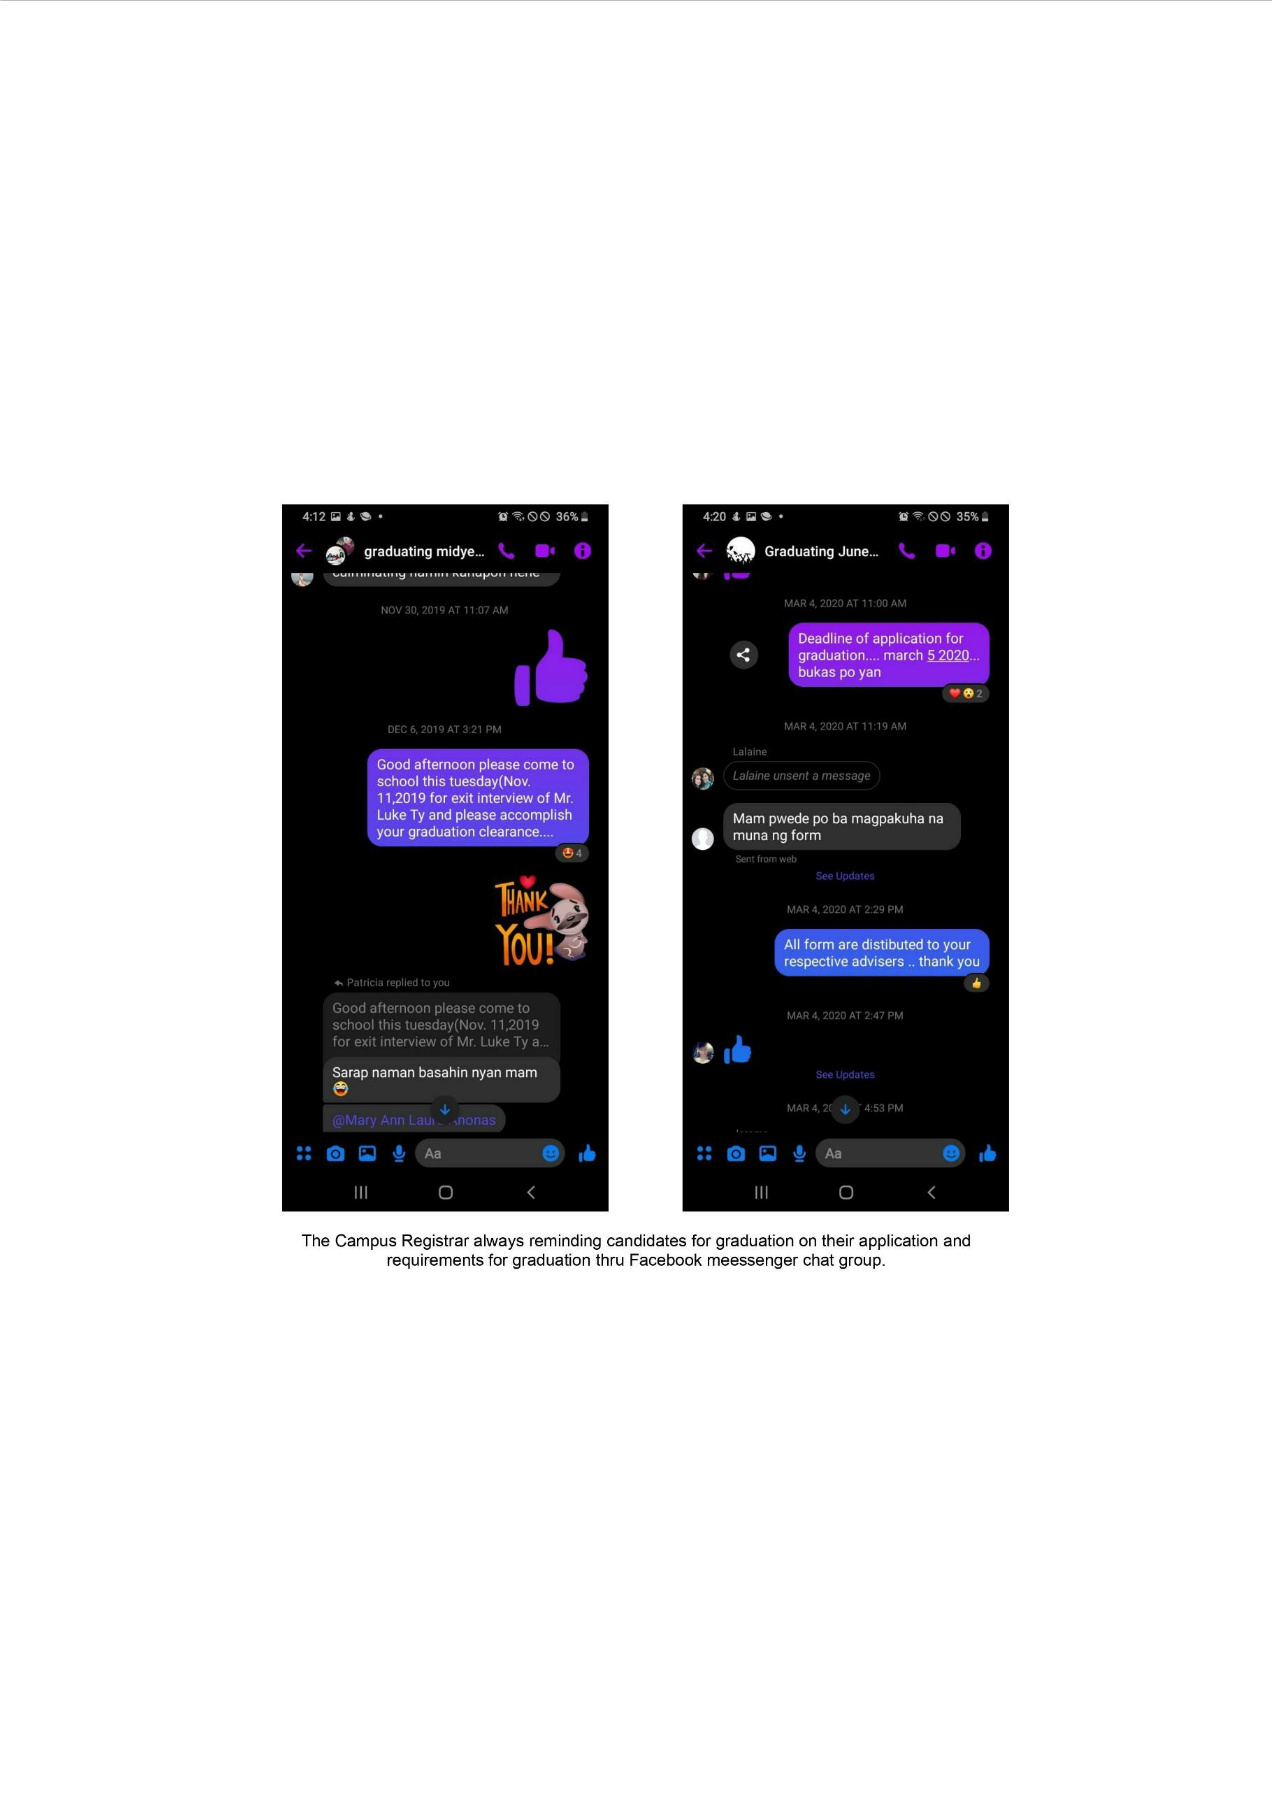 4:12
36%
graduating midye...
culminating namin kahapon hehe
NOV 30, 2019 AT 11:07 AM
DEC 6, 2019 AT 3:21 PM
Good afternoon please come to
school this tuesday(Nov.
11,2019 for exit interview of Mr.
Luke Ty and please accomplish
your graduation clearance....
4
THANK
YOU!
Patricia replied to you
Good afternoon please come to
school this tuesday(Nov. 11,2019
for exit interview of Mr. Luke Ty a...
Sarap naman basahin nyan mam
@Mary Ann
Aa
4:20
35%
Graduating June...
MAR 4, 2020 AT 11:00 AM
Deadline of application for
graduation.... march 5 2020...
bukas po yan
2
MAR 4, 2020 AT 11:19 AM
Lalaine
Lalaine unsent a message
Mam pwede po ba magpakuha na
muna ng form
Sent from web
See Updates
MAR 4, 2020 AT 2:29 PM
All form are distibuted to your
respective advisers .. thank you
MAR 4, 2020 AT 2:47 PM
See Updates
MAR 4, 4:53 PM
Aa
The Campus Registrar always reminding candidates for graduation on their application and
requirements for graduation thru Facebook meessenger chat group.